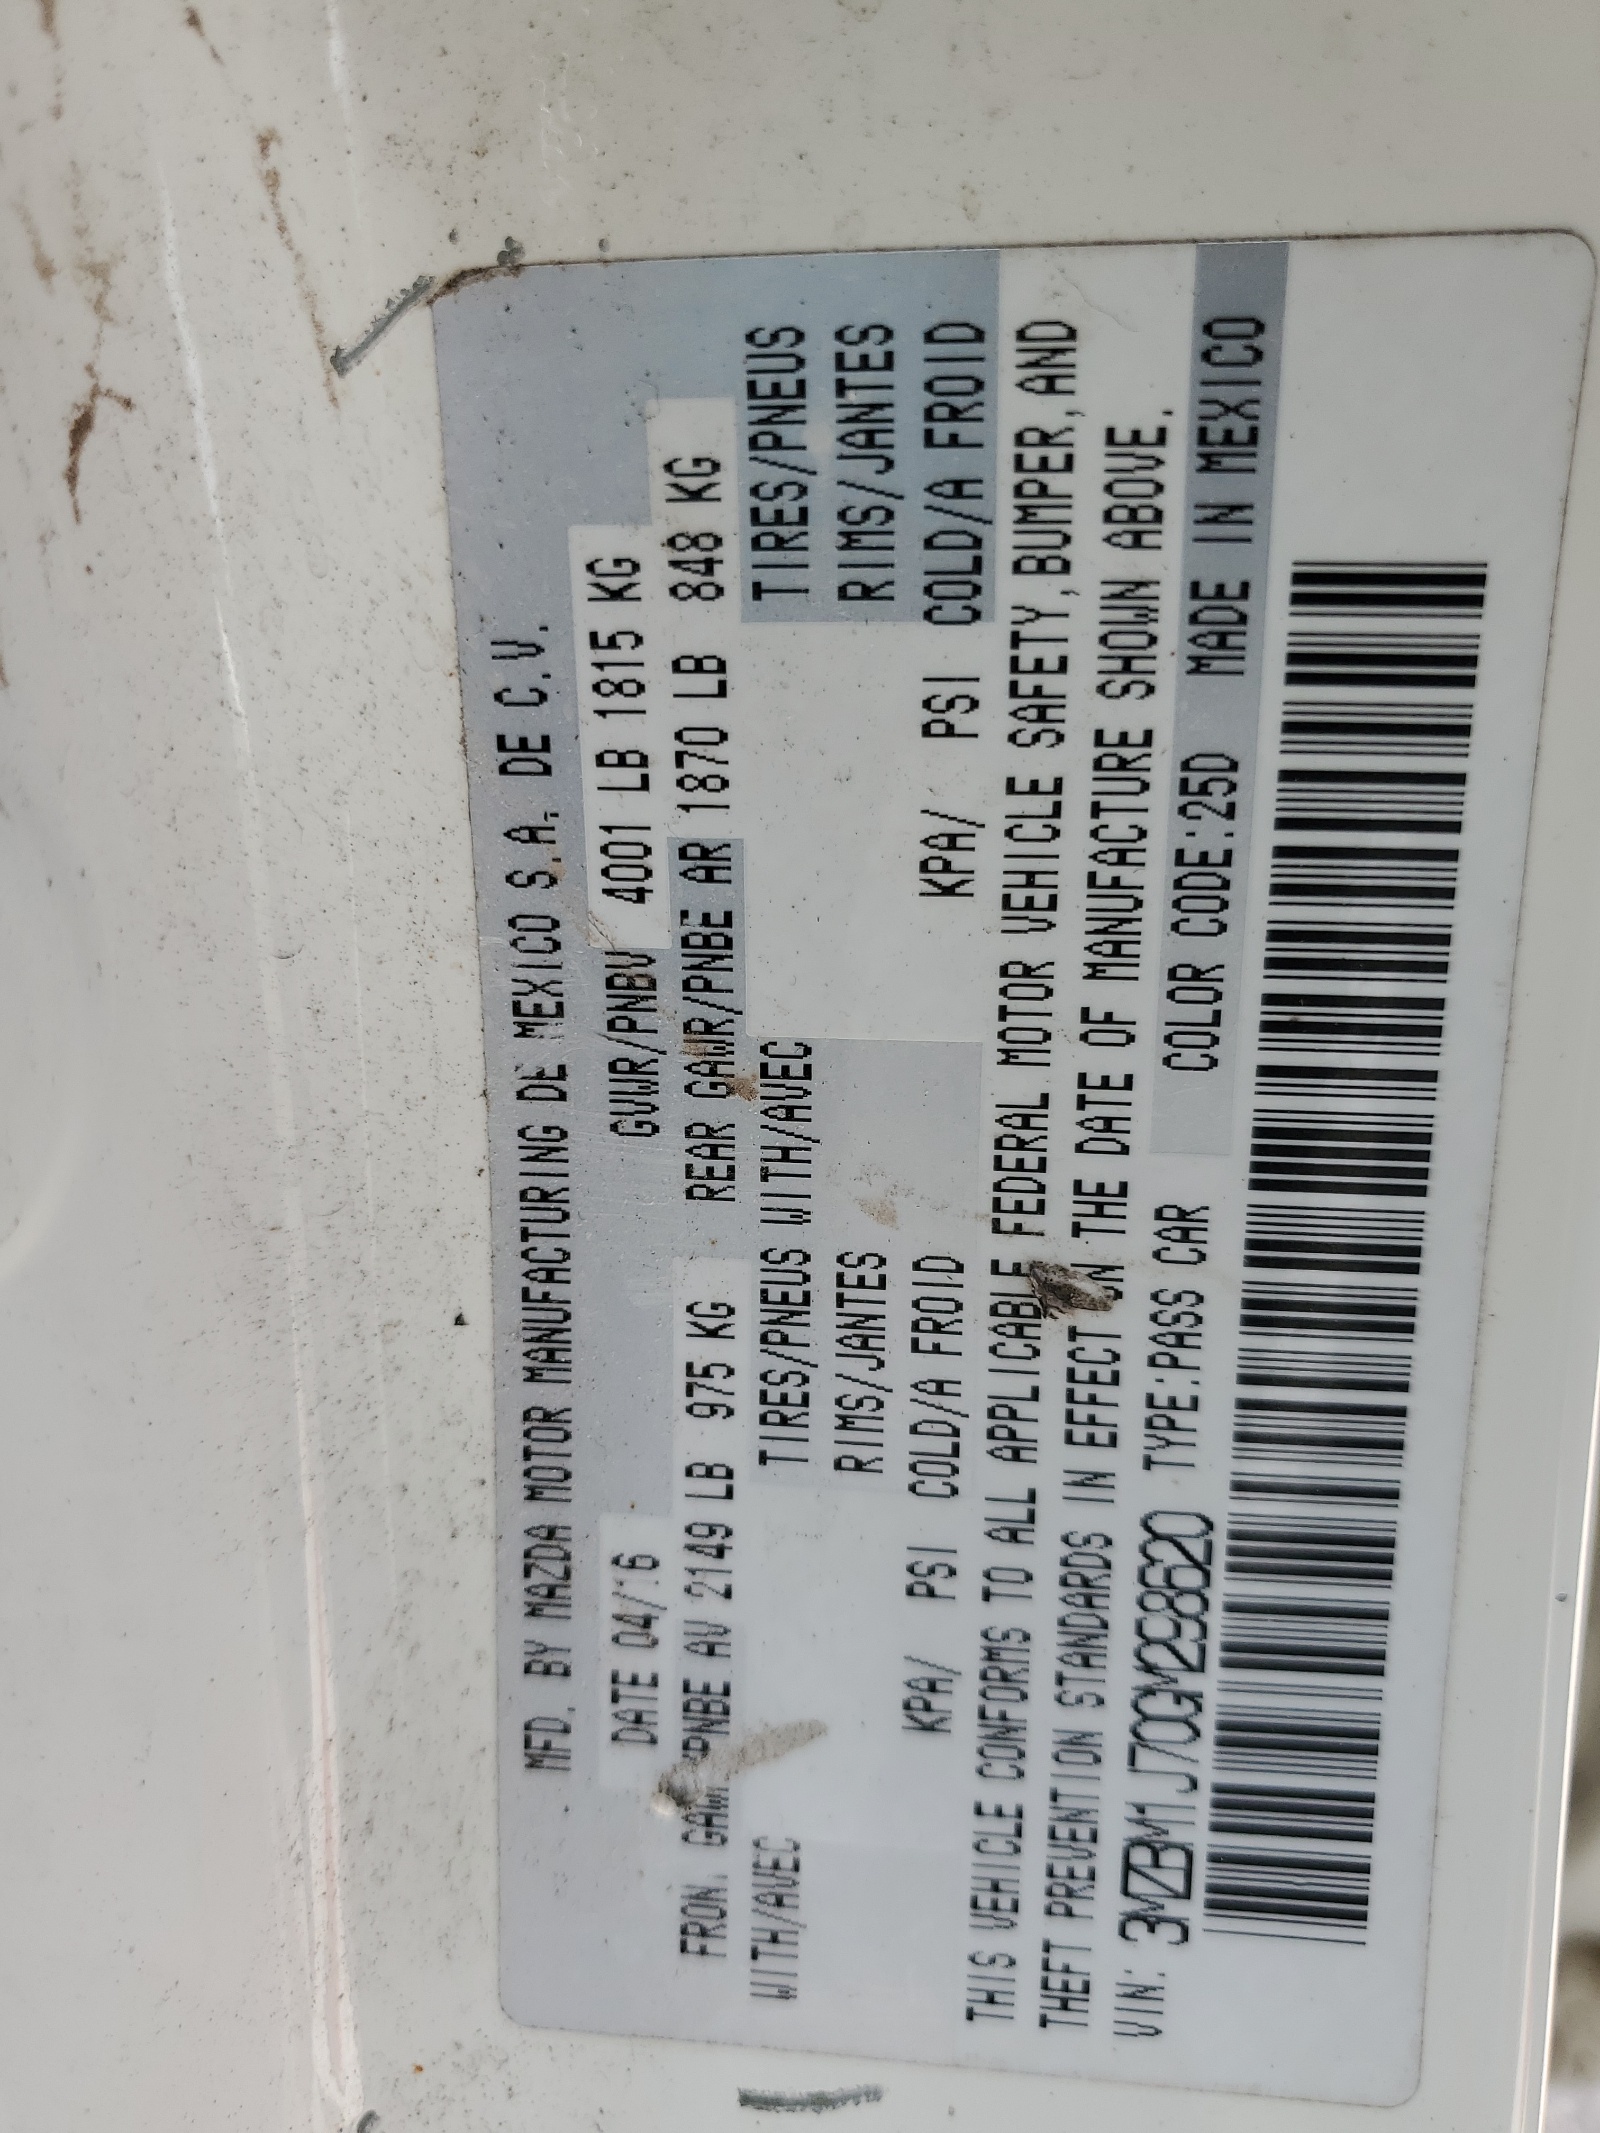 MFD. BY MAZDA MOTOR MANUFACTURING DE MEXICO S.A. DE C.V.
DATE 04/16 GVWR/PNBV 4001 LB 1815 KG
GAWR/PNBE AV 2149 LB 975 KG REAR GAWR/PNBE AR 1870 LB 848 KG
WITH/AVEC TIRES/PNEUS WITH/AVEC TIRES/PNEUS
RIMS/JANTES RIMS/JANTES
KPA/ PSI COLD/A FROID KPA/ PSI COLD/A FROID
THIS VEHICLE CONFORMS TO ALL APPLICABLE FEDERAL MOTOR VEHICLE SAFETY, BUMPER, AND
THEFT PREVENTION STANDARDS IN EFFECT ON THE DATE OF MANUFACTURE SHOWN ABOVE.
VIN: 3MZBM1J70GM298620 TYPE:PASS CAR COLOR CODE:25D MADE IN MEXICO